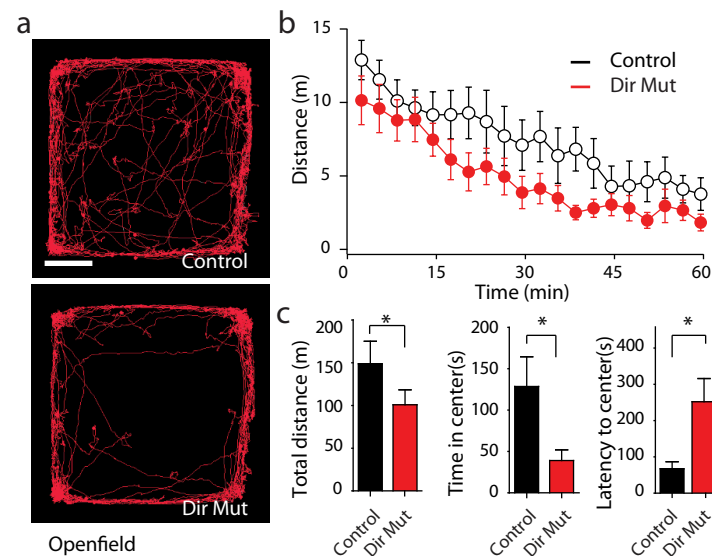 a
Control
Dir Mut
Openfield
b
Distance (m)
15
10
5
0
Control
Dir Mut
0 15 30 45 60
Time (min)
c
Total distance (m)
200
150
100
50
0
*
Control
Dir Mut
Time in center(s)
200
150
100
50
0
*
Control
Dir Mut
Latency to center(s)
400
300
200
100
0
*
Control
Dir Mut